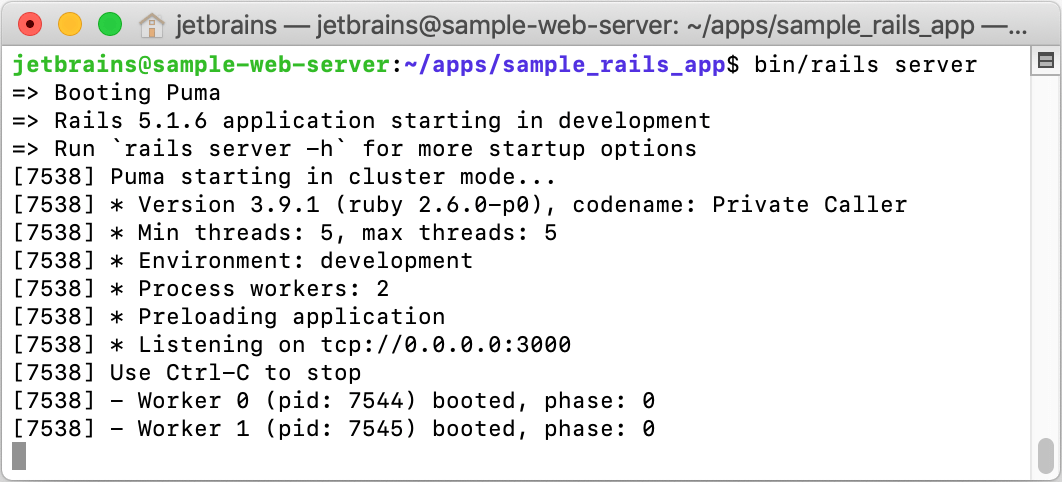 jetbrains — jetbrains@sample-web-server: ~/apps/sample_rails_app —...
jetbrains@sample-web-server:~/apps/sample_rails_app$ bin/rails server
=> Booting Puma
=> Rails 5.1.6 application starting in development
=> Run `rails server -h` for more startup options
[7538] Puma starting in cluster mode...
[7538] * Version 3.9.1 (ruby 2.6.0-p0), codename: Private Caller
[7538] * Min threads: 5, max threads: 5
[7538] * Environment: development
[7538] * Process workers: 2
[7538] * Preloading application
[7538] * Listening on tcp://0.0.0.0:3000
[7538] Use Ctrl-C to stop
[7538] - Worker 0 (pid: 7544) booted, phase: 0
[7538] - Worker 1 (pid: 7545) booted, phase: 0